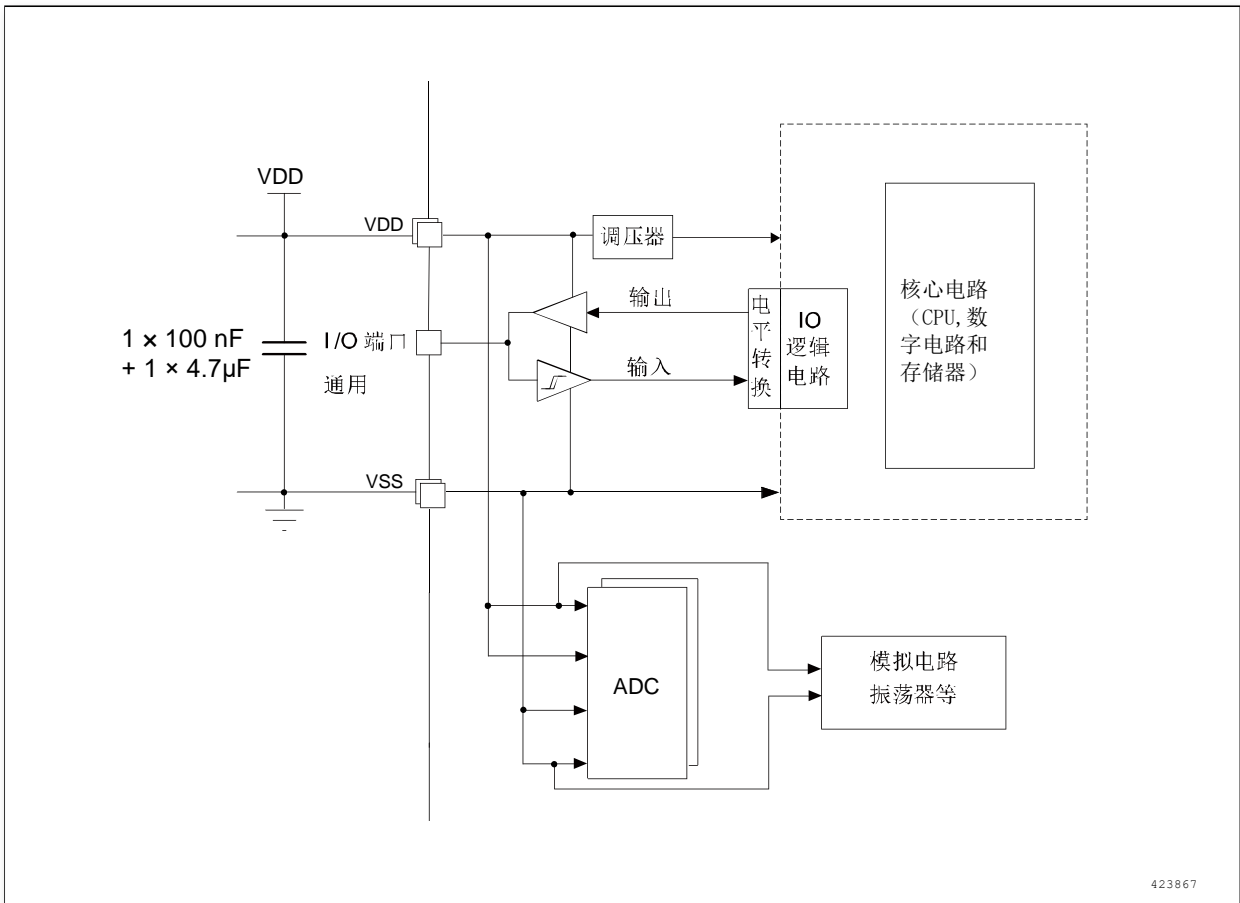 VDD
VDD
调压器
输出
1 × 100 nF
+ 1 × 4.7µF
I/O 端口
通用
输入
电
平
转
换
IO
逻辑
电路
核心电路
（CPU,数
字电路和
存储器）
VSS
ADC
模拟电路
振荡器等
423867